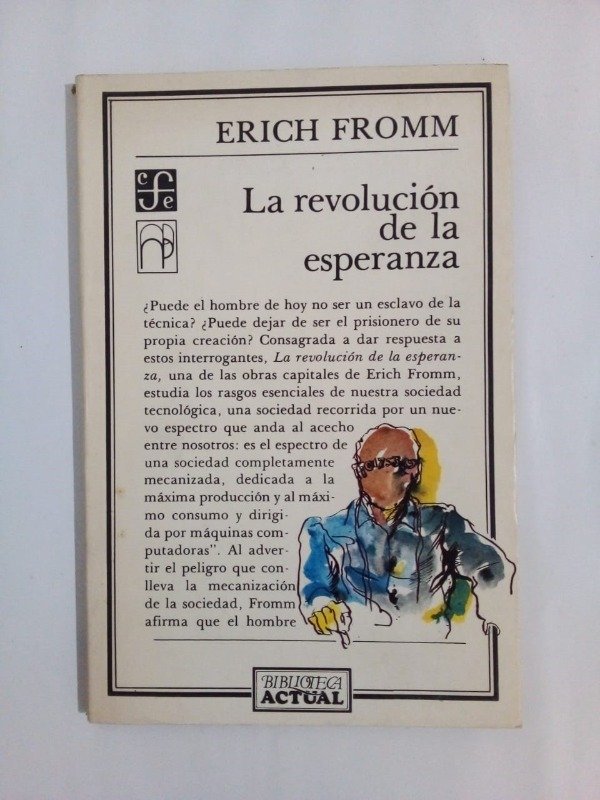 ERICH FROMM
cfe
La revolución
de la
esperanza
¿Puede el hombre de hoy no ser un esclavo de la
técnica? ¿Puede dejar de ser el prisionero de su
propia creación? Consagrada a dar respuesta a
estos interrogantes, La revolución de la esperan-
za, una de las obras capitales de Erich Fromm,
estudia los rasgos esenciales de nuestra sociedad
tecnológica, una sociedad recorrida por un nue-
vo espectro que anda al acecho
entre nosotros: es el espectro de
una sociedad completamente
mecanizada, dedicada a la
máxima producción y al máxi-
mo consumo y dirigi-
da por máquinas com-
putadoras”. Al adver-
tir el peligro que con-
lleva la mecanización
de la sociedad, Fromm
afirma que el hombre
BIBLIOTECA
ACTUAL